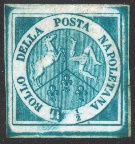 BOLLO DELLA POSTA NAPOLETANA
½ T